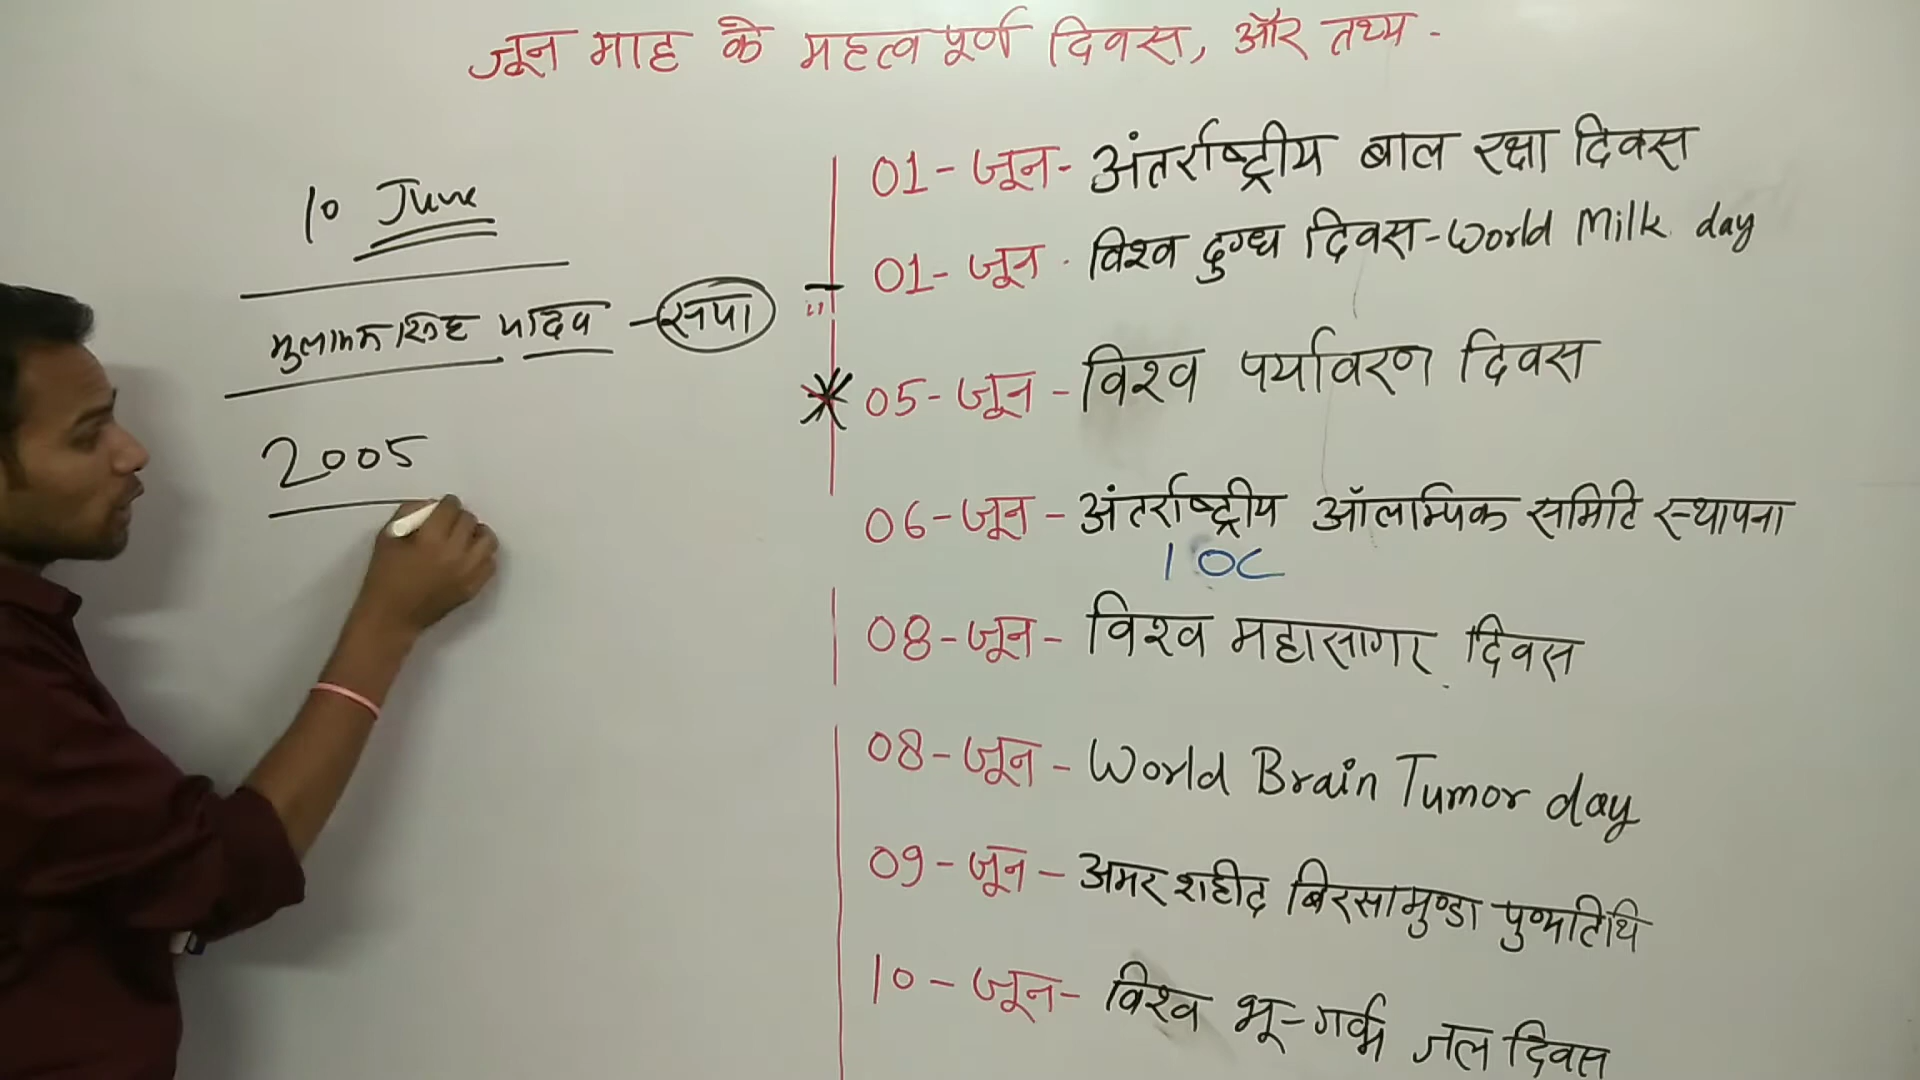 जून माह के महत्व पूर्ण दिवस, और तथ्य -
10 June
मुलायम सिंह यादव - सपा
2005
01 - जून - अंतर्राष्ट्रीय बाल रक्षा दिवस
01 - जून - विश्व दुग्ध दिवस - World Milk day
05 - जून - विश्व पर्यावरण दिवस
06 - जून - अंतर्राष्ट्रीय ऑलम्पिक समिति स्थापना
IOC
08 - जून - विश्व महासागर दिवस
08 - जून - World Brain Tumor day
09 - जून - अमर शहीद बिरसामुण्डा पुण्यतिथि
10 - जून - विश्व भू-गर्भ जल दिवस